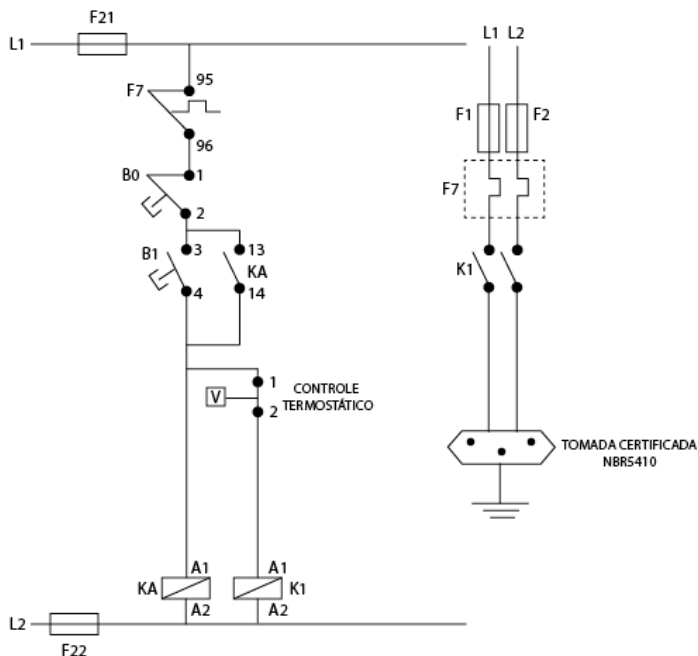 F21
L1
F7
95
96
B0
1
2
B1
3
4
13
KA
14
V
1
2
CONTROLE
TERMOSTÁTICO
KA
A1
A2
A1
K1
A2
L2
F22
L1
L2
F1
F2
F7
K1
TOMADA CERTIFICADA
NBR5410